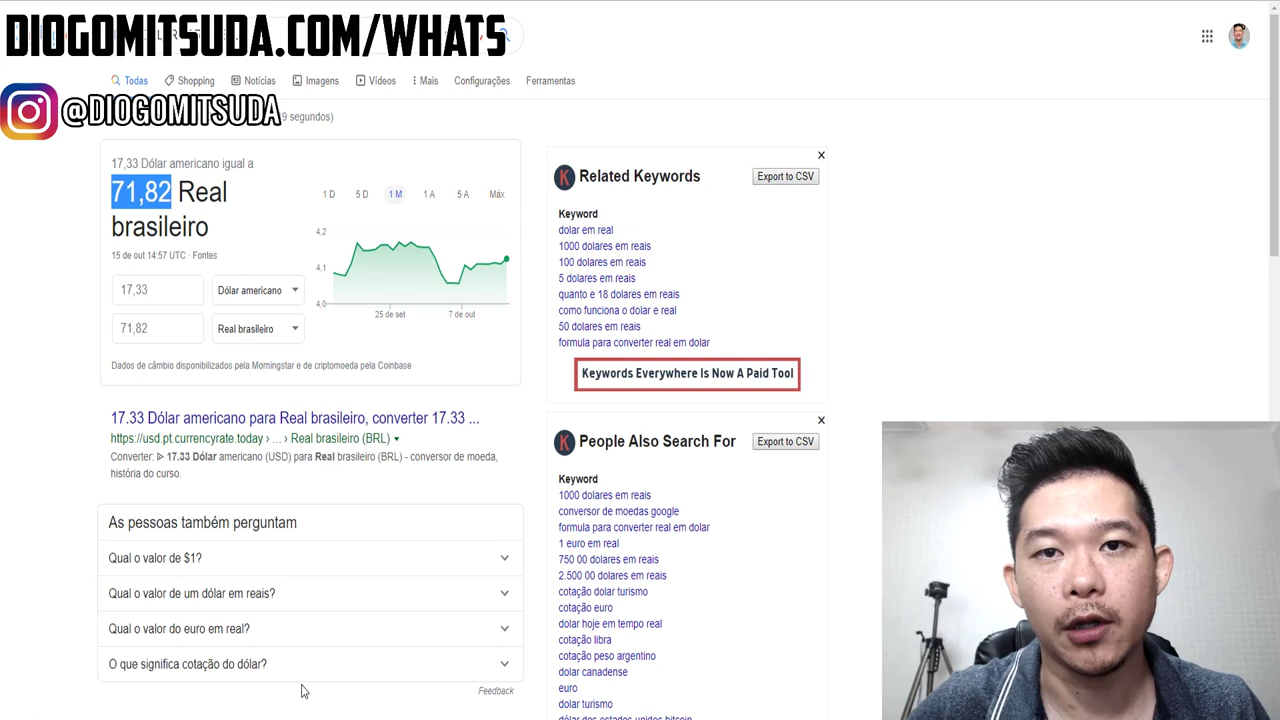 DIOGOMITSUDA.COM/WHATS
Todas
Shopping
Notícias
Imagens
Vídeos
Mais
Configurações
Ferramentas
@DIOGOMITSUDA
9 segundos)
17,33 Dólar americano igual a
71,82 Real
brasileiro
15 de out 14:57 UTC · Fontes
1 D
5 D
1 M
1 A
5 A
Máx
4,2
4,1
4,0
25 de set
7 de out
17,33
Dólar americano
71,82
Real brasileiro
Dados de câmbio disponibilizados pela Morningstar e de criptomoeda pela Coinbase
17.33 Dólar americano para Real brasileiro, converter 17.33 ...
https://usd.pt.currencyrate.today › ... › Real brasileiro (BRL)
Converter: ᐈ 17.33 Dólar americano (USD) para Real brasileiro (BRL) - conversor de moeda,
história do curso.
As pessoas também perguntam
Qual o valor de $1?
Qual o valor de um dólar em reais?
Qual o valor do euro em real?
O que significa cotação do dólar?
Feedback
X
K
Related Keywords
Export to CSV
Keyword
dolar em real
1000 dolares em reais
100 dolares em reais
5 dolares em reais
quanto e 18 dolares em reais
como funciona o dolar e real
50 dolares em reais
formula para converter real em dolar
Keywords Everywhere Is Now A Paid Tool
X
K
People Also Search For
Export to CSV
Keyword
1000 dolares em reais
conversor de moedas google
formula para converter real em dolar
1 euro em real
750 00 dolares em reais
2.500 00 dolares em reais
cotação dolar turismo
cotação euro
dolar hoje em tempo real
cotação libra
cotação peso argentino
dolar canadense
euro
dolar turismo
dólar dos estados unidos bitcoin